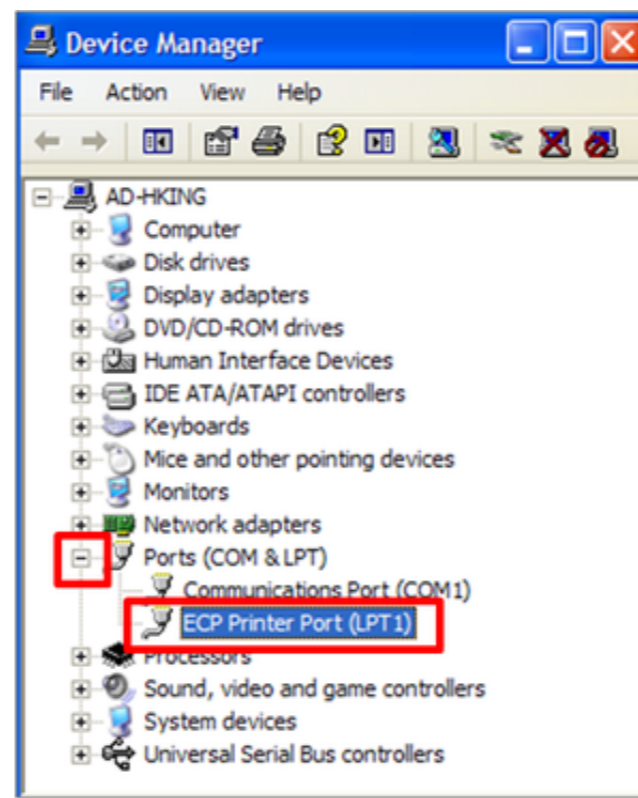 Device Manager
File Action View Help
AD-HKING
Computer
Disk drives
Display adapters
DVD/CD-ROM drives
Human Interface Devices
IDE ATA/ATAPI controllers
Keyboards
Mice and other pointing devices
Monitors
Network adapters
Ports (COM & LPT)
Communications Port (COM1)
ECP Printer Port (LPT1)
Processors
Sound, video and game controllers
System devices
Universal Serial Bus controllers